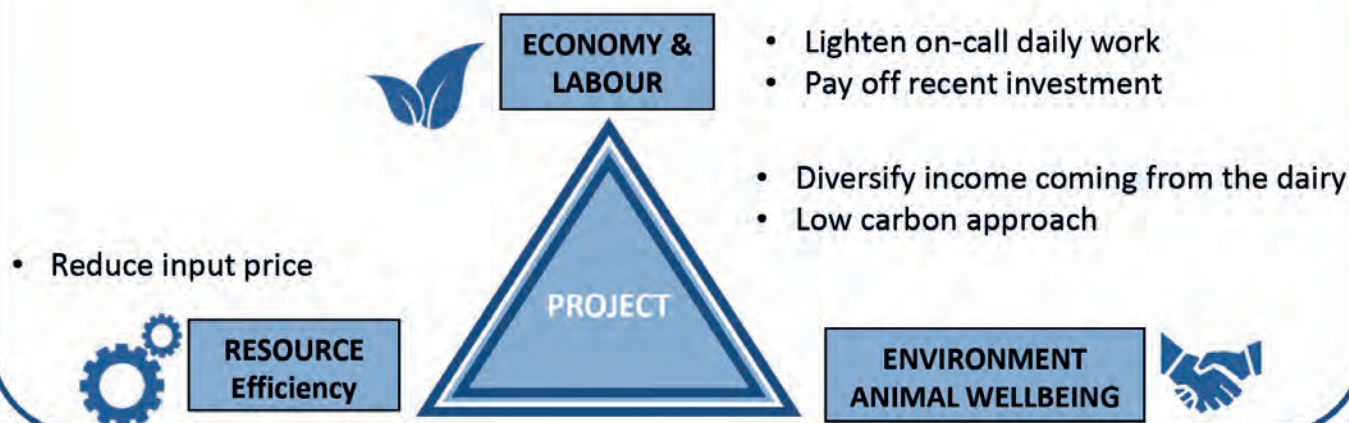 ECONOMY &
LABOUR
• Lighten on-call daily work
• Pay off recent investment
• Diversify income coming from the dairy
• Low carbon approach
• Reduce input price
PROJECT
RESOURCE
Efficiency
ENVIRONMENT
ANIMAL WELLBEING